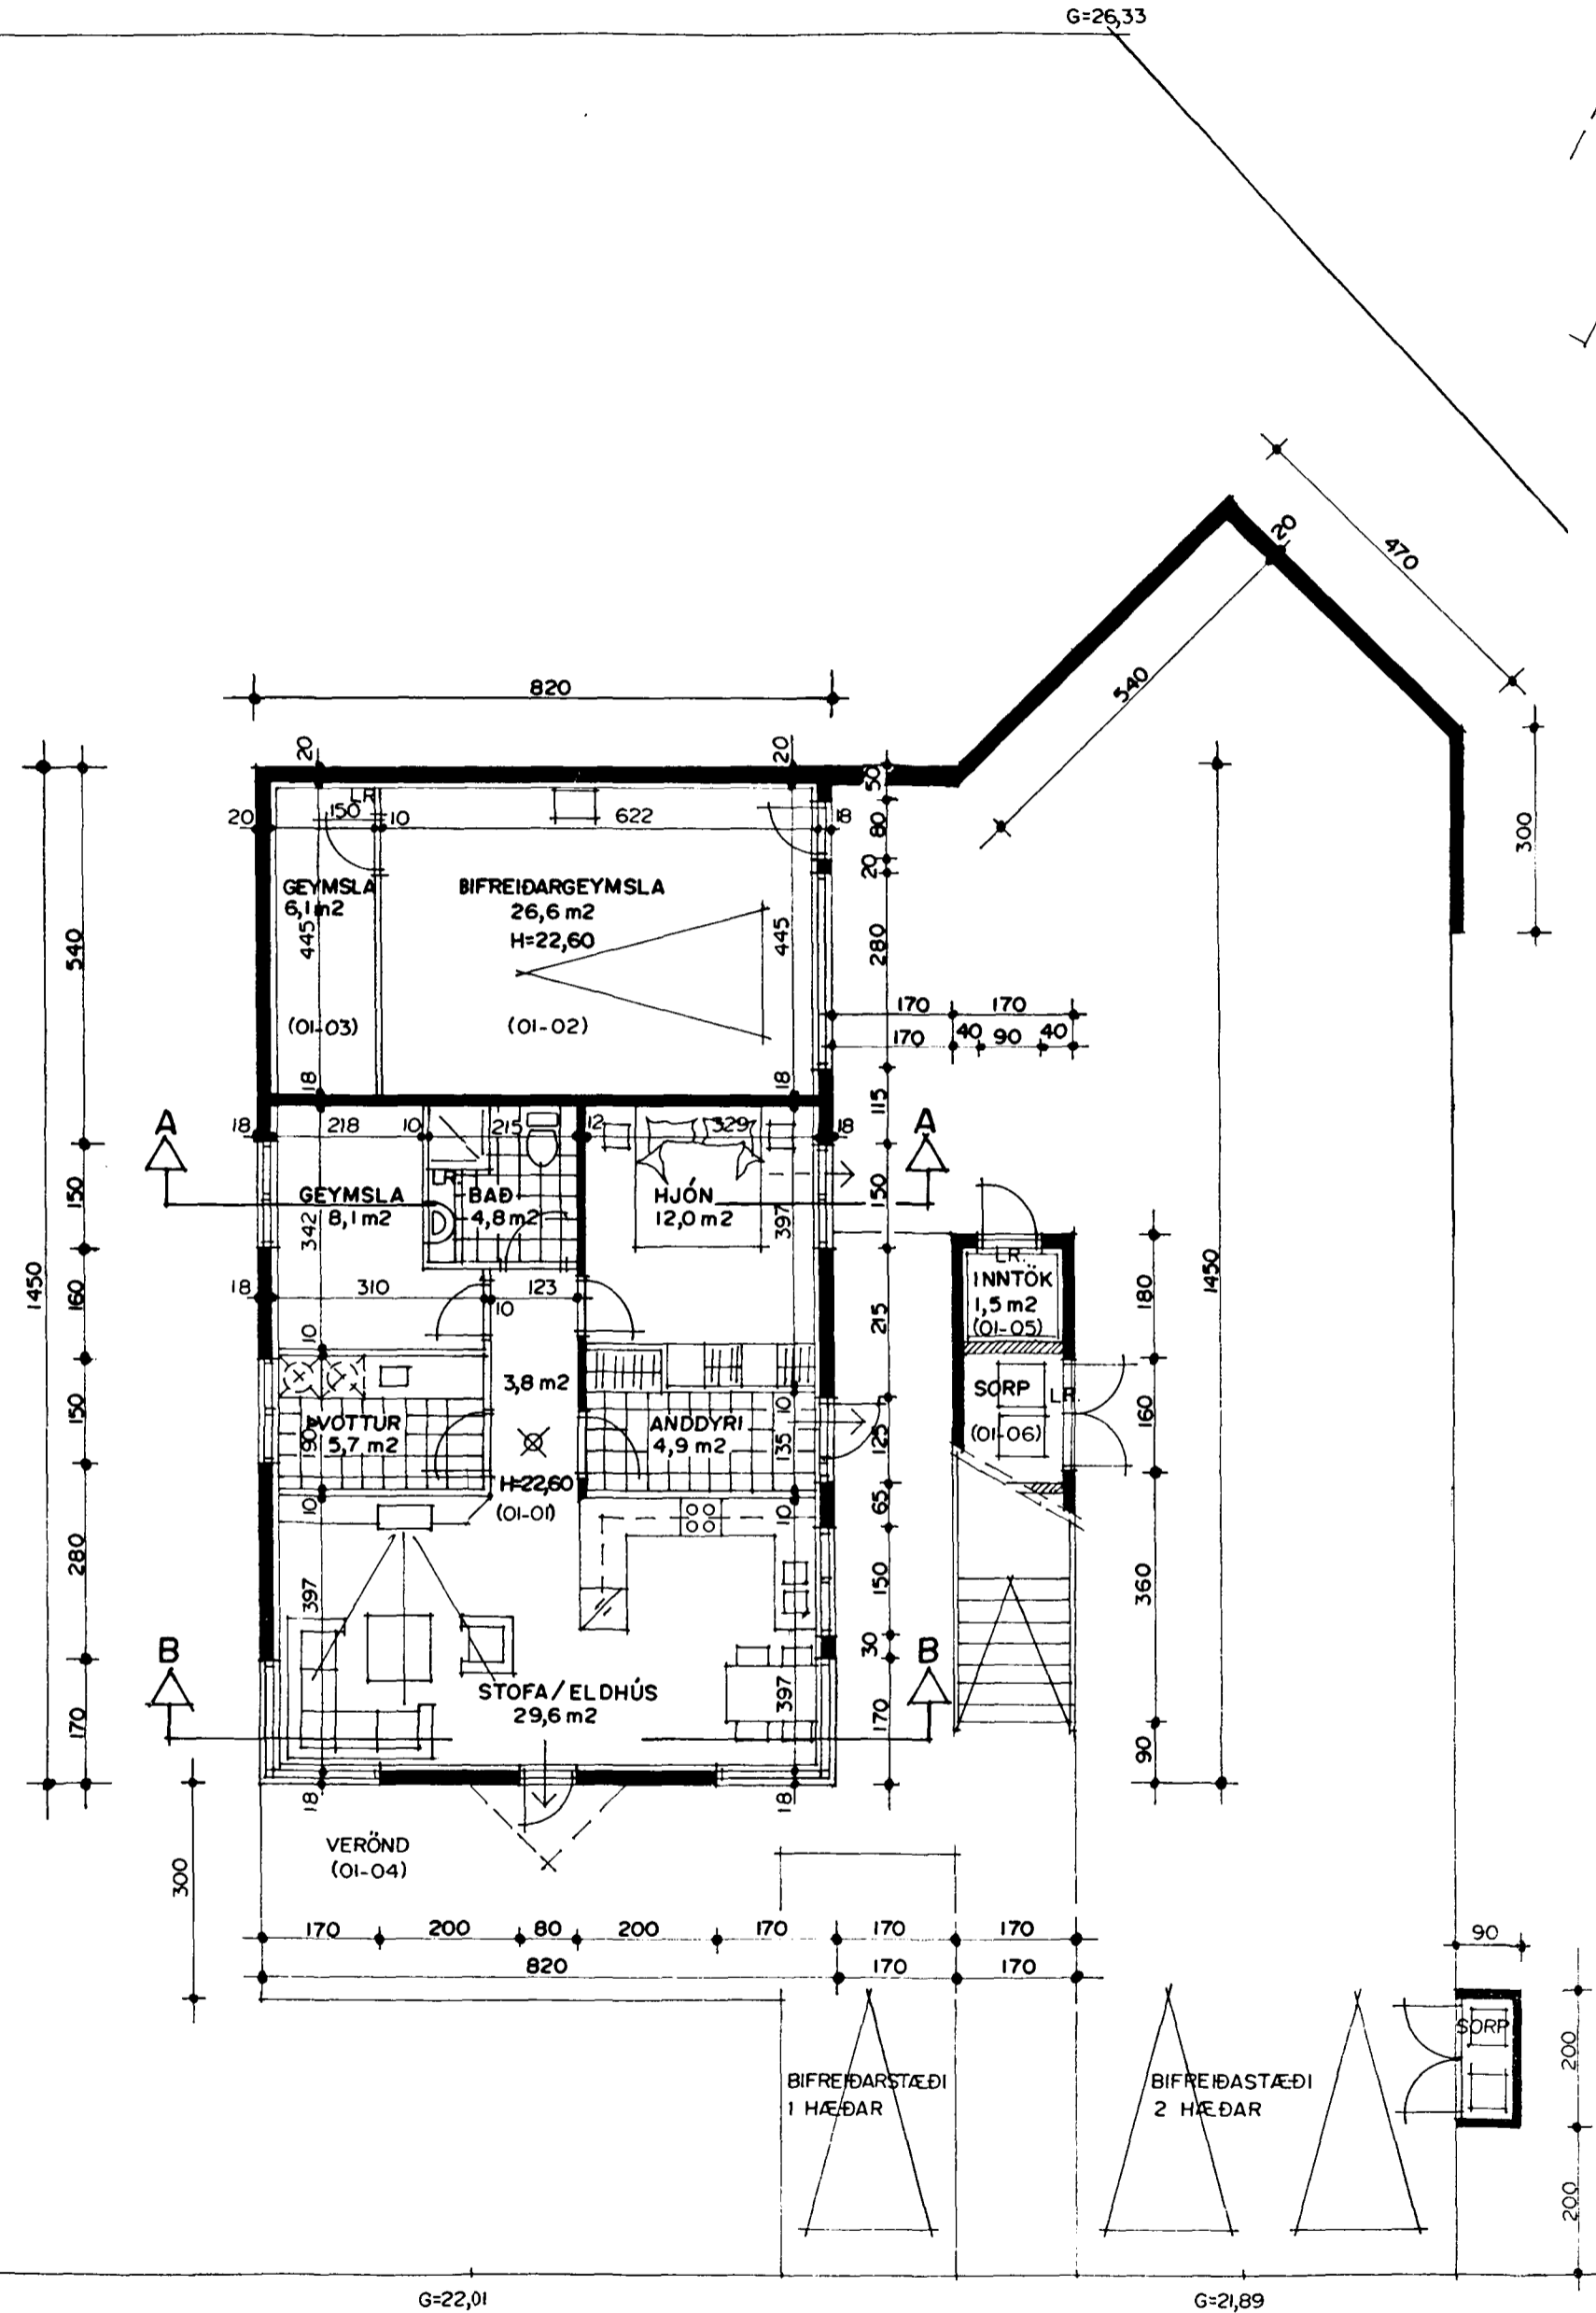 G=26,33
20
470
540
300
820
20
20
50
LR
150
10
622
20
18
80
20
GEYMSLA
6,1 m2
445
BIFREIÐARGEYMSLA
26,6 m2
H=22,60
445
280
540
(01-03)
(01-02)
170
170
170
40
90
40
18
18
115
A
A
18
218
10
215
12
329
18
LR.
GEYMSLA
8,1 m2
342
BAÐ
4,8 m2
HJÓN
12,0 m2
397
150
150
1450
1450
18
310
10
123
160
215
LR.
INNTÖK
1,5 m2
(01-05)
180
10
3,8 m2
SORP
LR.
(01-06)
160
150
ÞVOTTUR
5,7 m2
190
ANDDYRI
4,9 m2
10
135
125
H=22,60
(01-01)
10
10
65
280
397
150
360
30
B
B
STOFA/ELDHÚS
29,6 m2
397
170
170
90
18
18
VERÖND
(01-04)
300
170
200
80
200
170
170
170
820
170
170
90
SORP
200
BIFREIÐARSTÆÐI
1 HÆÐAR
BIFREIÐASTÆÐI
2 HÆÐAR
200
G=22,01
G=21,89